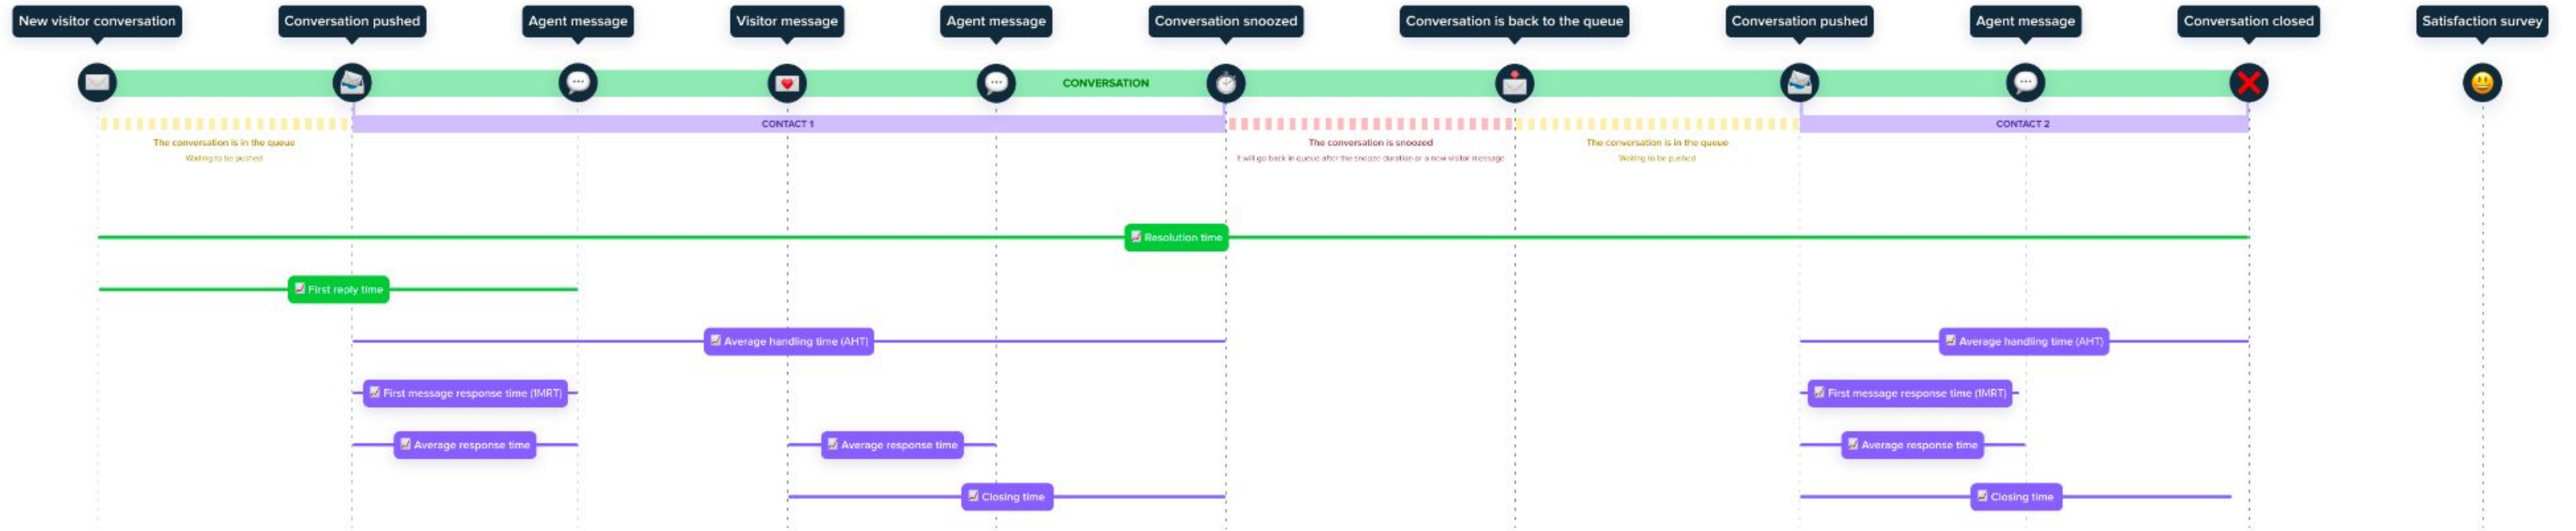 New visitor conversation
Conversation pushed
Agent message
Visitor message
Agent message
Conversation snoozed
Conversation is back to the queue
Conversation pushed
Agent message
Conversation closed
Satisfaction survey
CONVERSATION
CONTACT 1
CONTACT 2
The conversation is in the queue
Waiting to be pushed
The conversation is snoozed
It will go back in queue after the snooze duration or a new visitor message
The conversation is in the queue
Waiting to be pushed
Resolution time
First reply time
Average handling time (AHT)
Average handling time (AHT)
First message response time (1MRT)
First message response time (1MRT)
Average response time
Average response time
Average response time
Closing time
Closing time